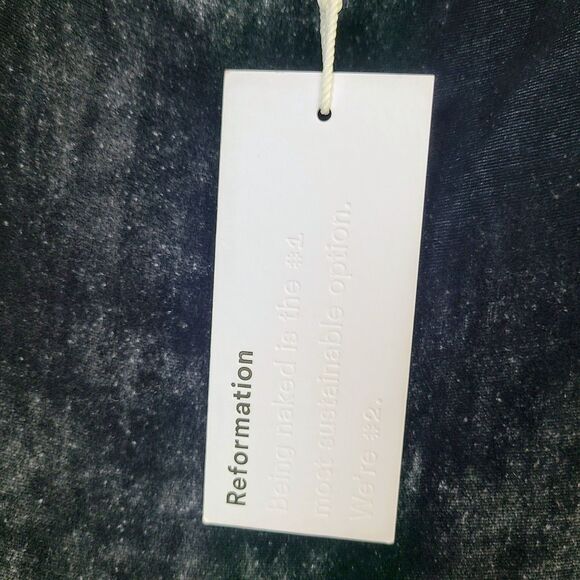 Reformation
Being naked is the #1
most sustainable option.
We're #2.